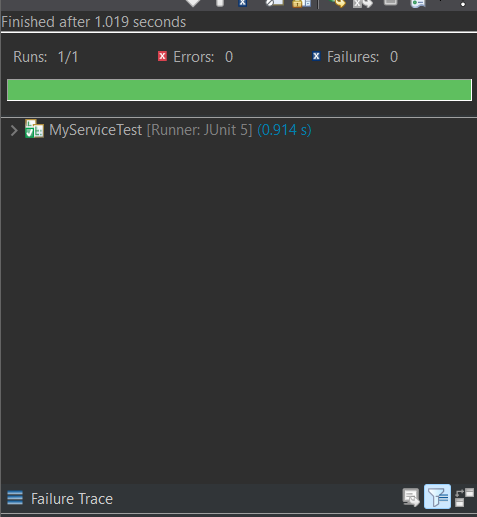 Finished after 1.019 seconds
Runs: 1/1 Errors: 0 Failures: 0
MyServiceTest [Runner: JUnit 5] (0.914 s)
Failure Trace